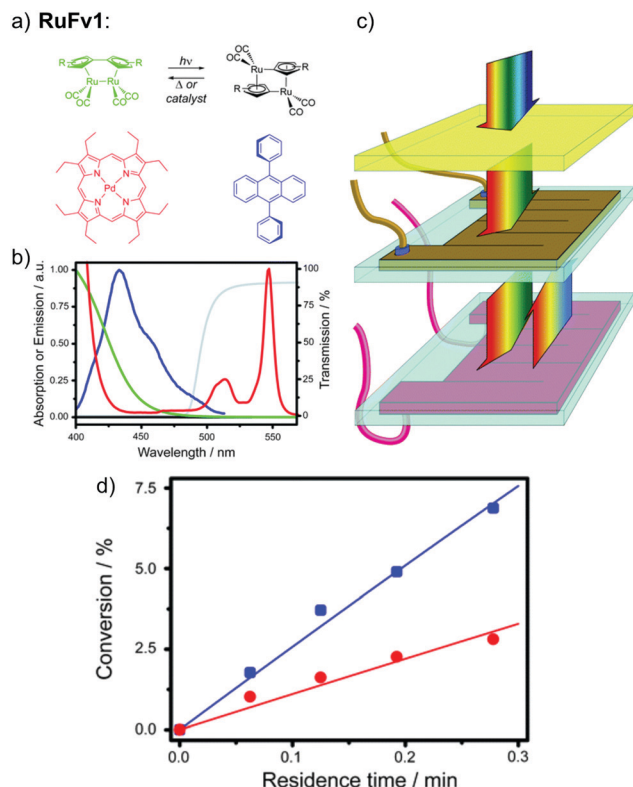 a) RuFv1:
R
R
Ru-Ru
OC
OC
CO
CO
hν
Δ or
catalyst
OC
OC
Ru
R
R
Ru
CO
CO
N
N
Pd
N
N
b)
Absorption or Emission / a.u.
1.00
0.75
0.50
0.25
0.00
100
75
50
25
0
Transmission / %
400
450
500
550
Wavelength / nm
c)
d)
Conversion / %
7.5
5.0
2.5
0.0
0.0
0.1
0.2
0.3
Residence time / min